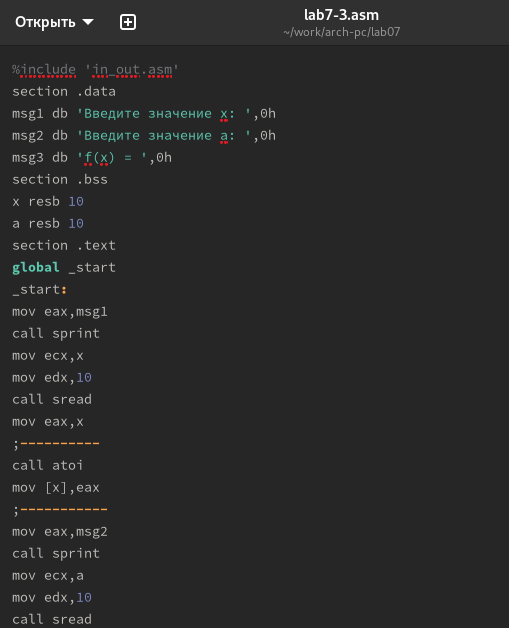 Открыть
lab7-3.asm
~/work/arch-pc/lab07
%include 'in_out.asm'
section .data
msg1 db 'Введите значение x: ',0h
msg2 db 'Введите значение a: ',0h
msg3 db 'f(x) = ',0h
section .bss
x resb 10
a resb 10
section .text
global _start
_start:
mov eax,msg1
call sprint
mov ecx,x
mov edx,10
call sread
mov eax,x
;----------
call atoi
mov [x],eax
;-----------
mov eax,msg2
call sprint
mov ecx,a
mov edx,10
call sread